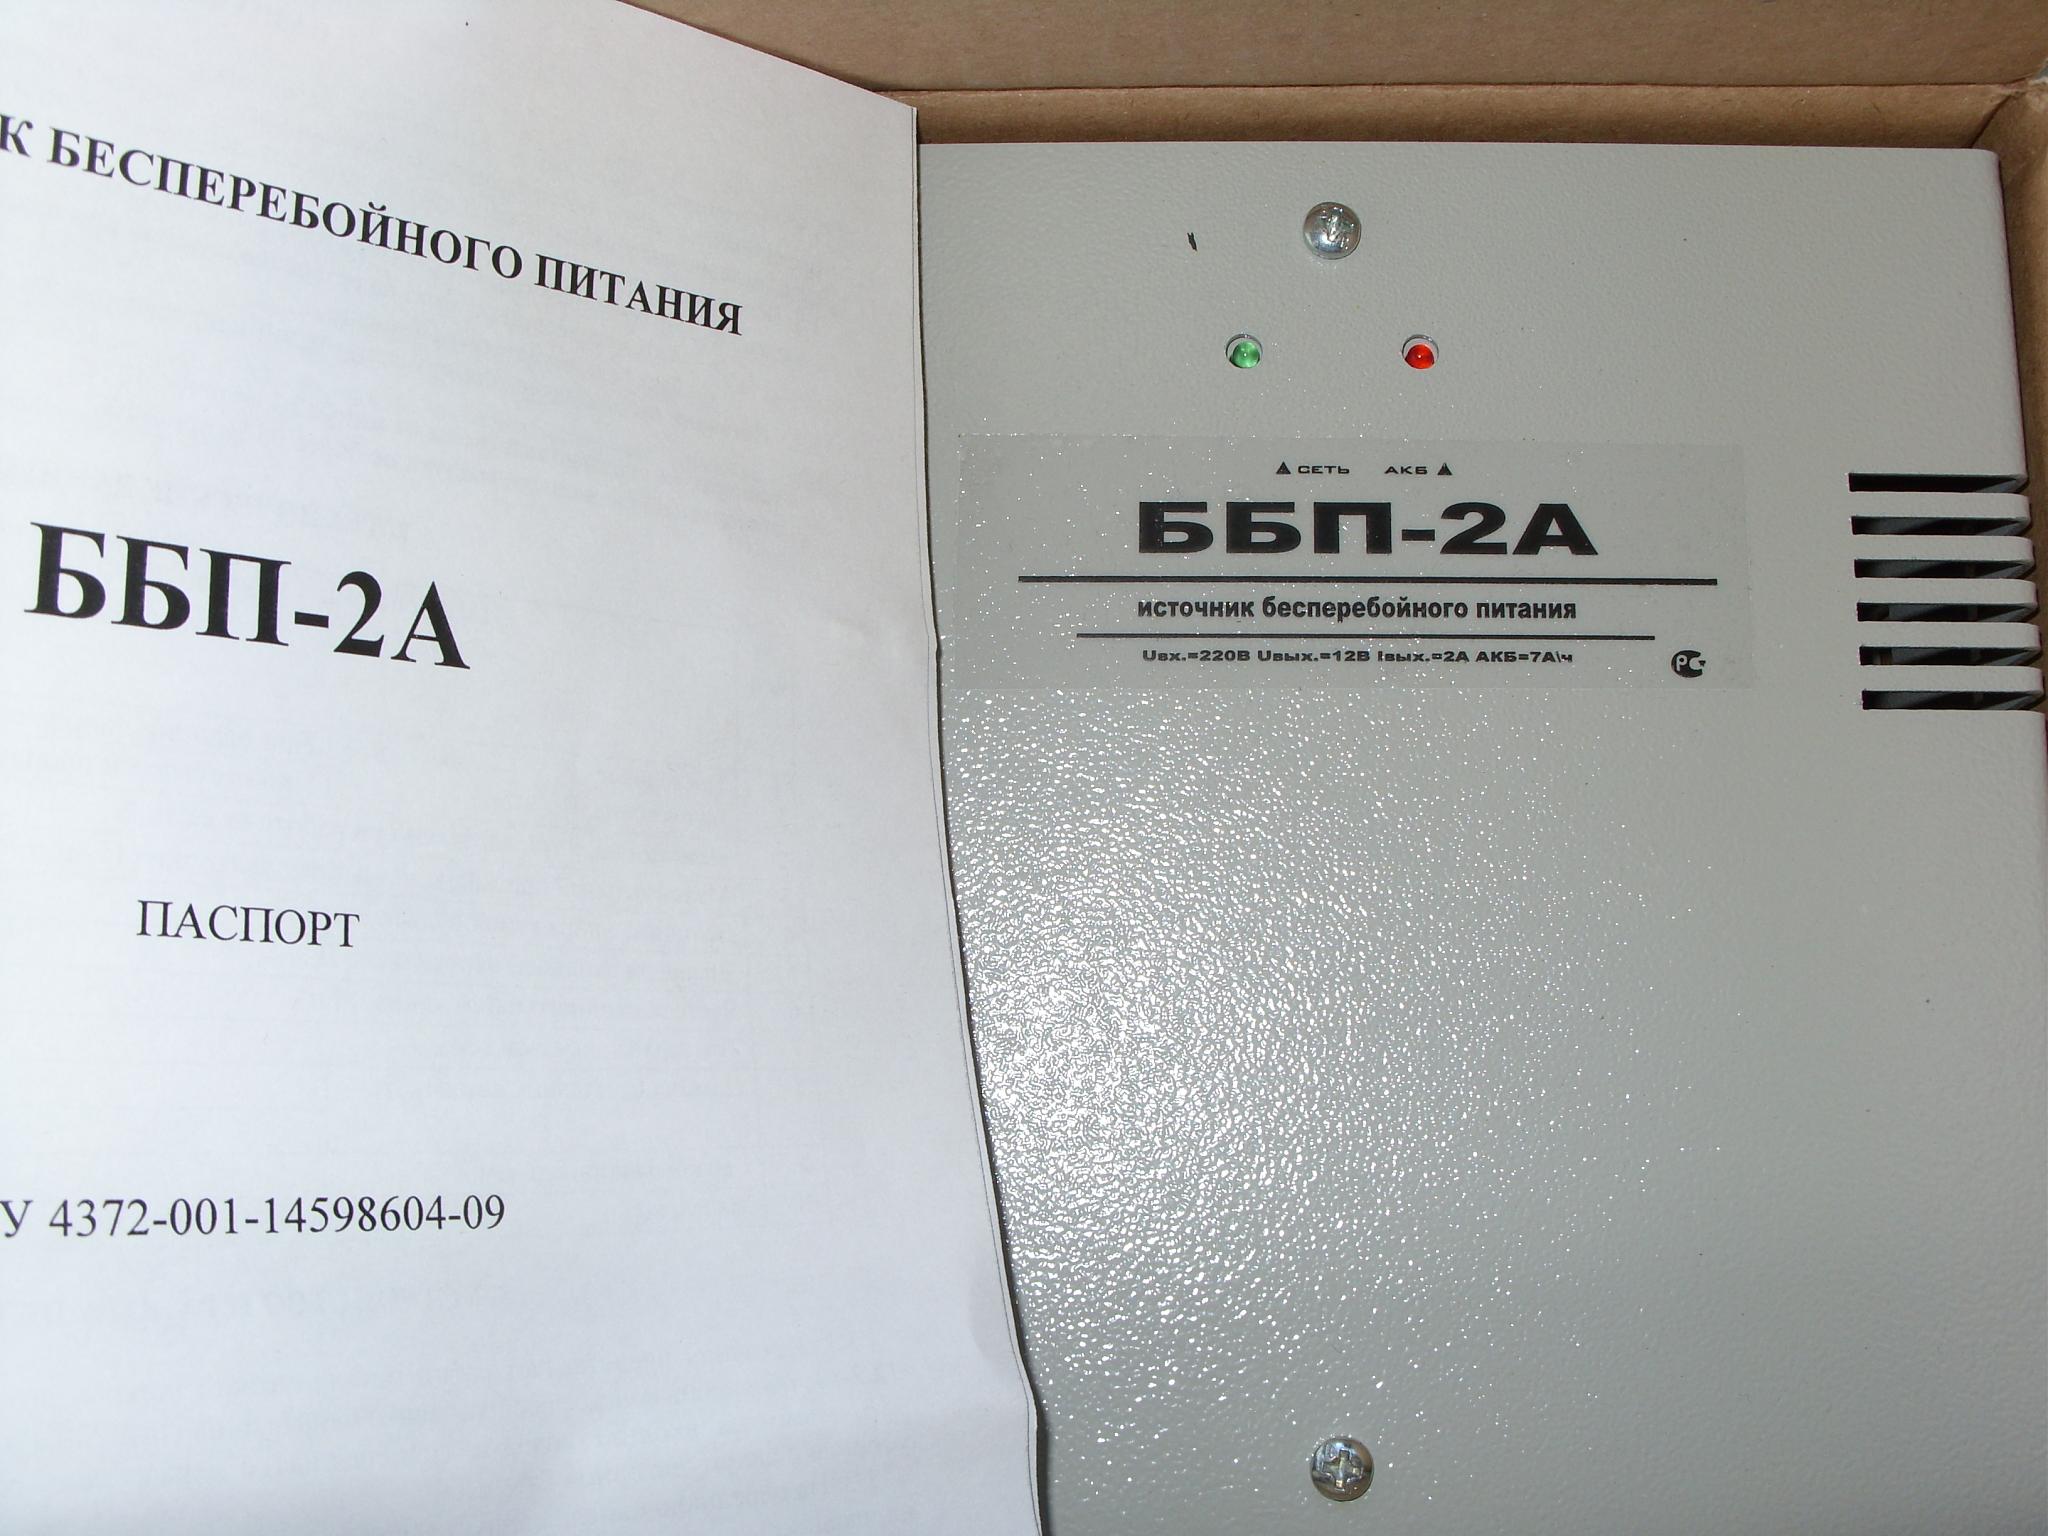 К БЕСПЕРЕБОЙНОГО ПИТАНИЯ
ББП-2А
ПАСПОРТ
У 4372-001-14598604-09
СЕТЬ АКБ
ББП-2А
источник бесперебойного питания
Uвх.=220В Uвых.=12В Iвых.=2А АКБ=7А\ч
РС